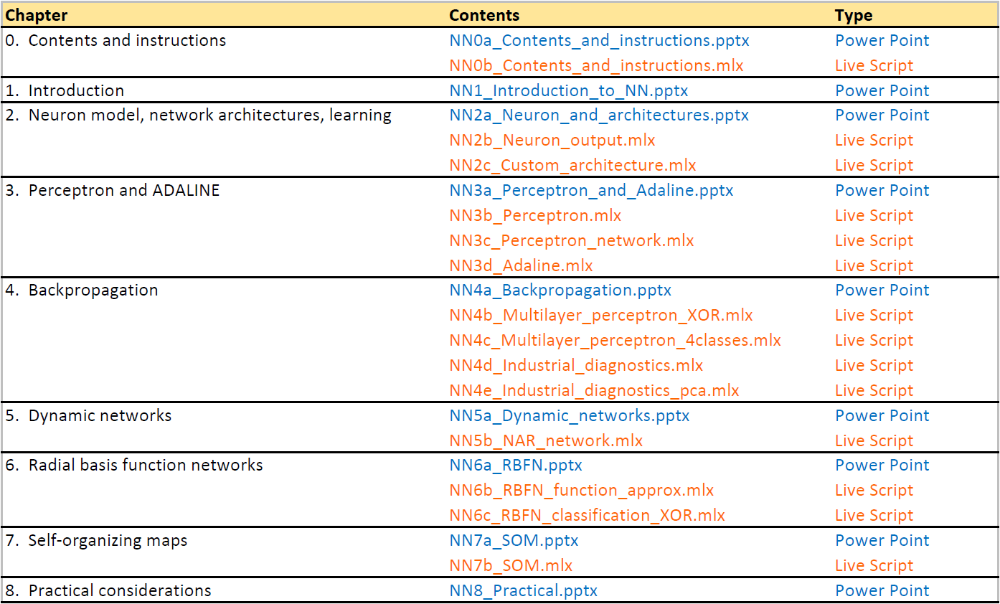 Chapter Contents Type
0. Contents and instructions NN0a_Contents_and_instructions.pptx Power Point
NN0b_Contents_and_instructions.mlx Live Script
1. Introduction NN1_Introduction_to_NN.pptx Power Point
2. Neuron model, network architectures, learning NN2a_Neuron_and_architectures.pptx Power Point
NN2b_Neuron_output.mlx Live Script
NN2c_Custom_architecture.mlx Live Script
3. Perceptron and ADALINE NN3a_Perceptron_and_Adaline.pptx Power Point
NN3b_Perceptron.mlx Live Script
NN3c_Perceptron_network.mlx Live Script
NN3d_Adaline.mlx Live Script
4. Backpropagation NN4a_Backpropagation.pptx Power Point
NN4b_Multilayer_perceptron_XOR.mlx Live Script
NN4c_Multilayer_perceptron_4classes.mlx Live Script
NN4d_Industrial_diagnostics.mlx Live Script
NN4e_Industrial_diagnostics_pca.mlx Live Script
5. Dynamic networks NN5a_Dynamic_networks.pptx Power Point
NN5b_NAR_network.mlx Live Script
6. Radial basis function networks NN6a_RBFN.pptx Power Point
NN6b_RBFN_function_approx.mlx Live Script
NN6c_RBFN_classification_XOR.mlx Live Script
7. Self-organizing maps NN7a_SOM.pptx Power Point
NN7b_SOM.mlx Live Script
8. Practical considerations NN8_Practical.pptx Power Point